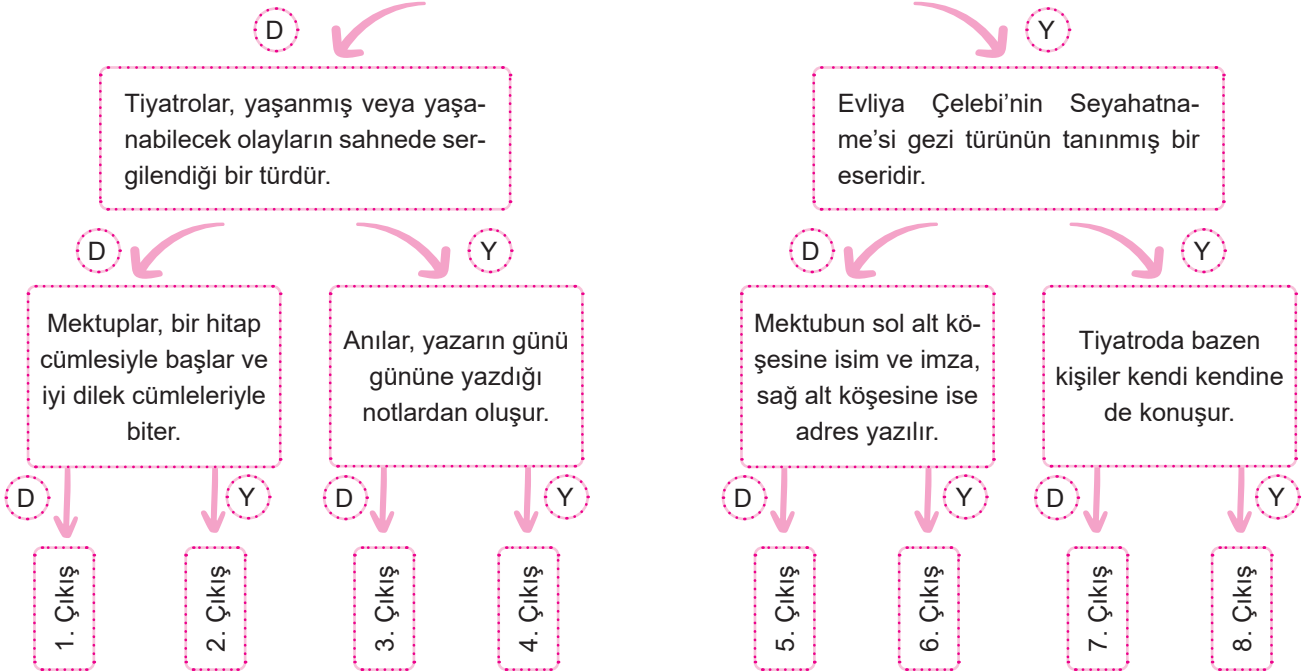 D
Y
Tiyatrolar, yaşanmış veya yaşa-
nabilecek olayların sahnede ser-
gilendiği bir türdür.
Evliya Çelebi’nin Seyahatna-
me’si gezi türünün tanınmış bir
eseridir.
D
Y
D
Y
Mektuplar, bir hitap
cümlesiyle başlar ve
iyi dilek cümleleriyle
biter.
Anılar, yazarın günü
gününe yazdığı
notlardan oluşur.
Mektubun sol alt kö-
şesine isim ve imza,
sağ alt köşesine ise
adres yazılır.
Tiyatroda bazen
kişiler kendi kendine
de konuşur.
D
Y
D
Y
D
Y
D
Y
1. Çıkış
2. Çıkış
3. Çıkış
4. Çıkış
5. Çıkış
6. Çıkış
7. Çıkış
8. Çıkış